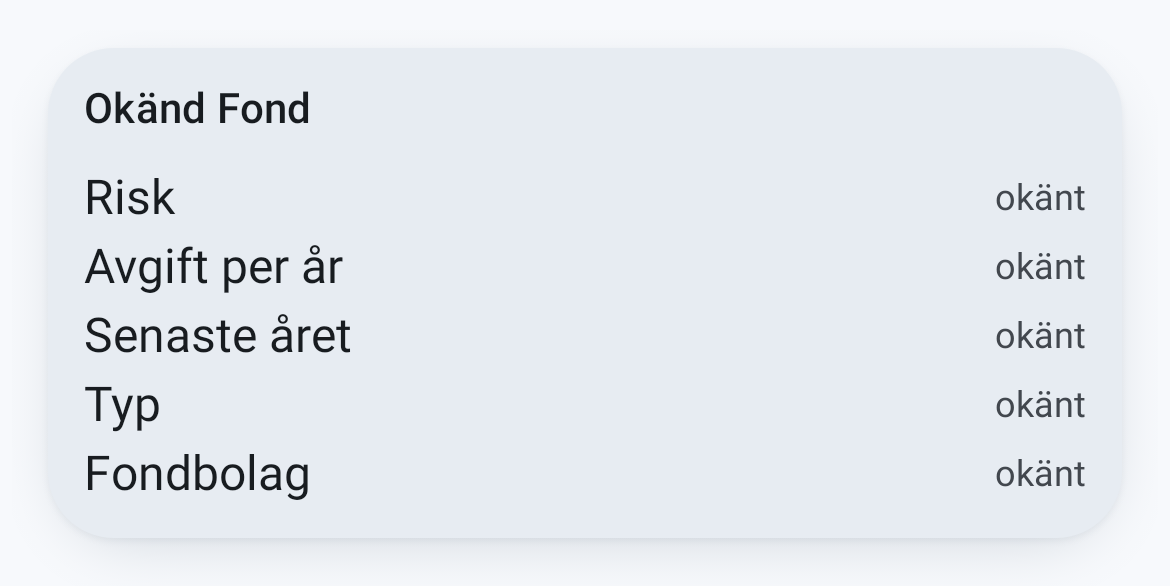 Okänd Fond
Risk okänt
Avgift per år okänt
Senaste året okänt
Typ okänt
Fondbolag okänt